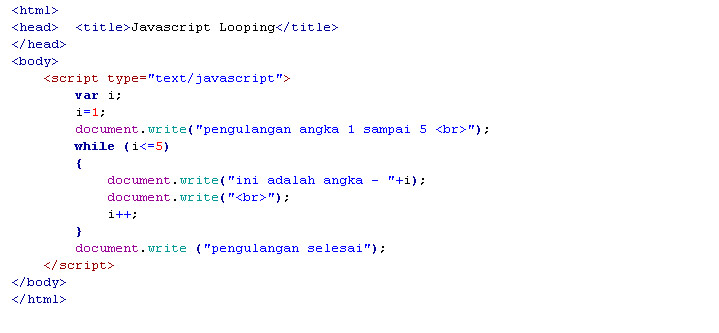 <html>
<head>  <title>Javascript Looping</title>
</head>
<body>
    <script type="text/javascript">
        var i;
        i=1;
        document.write("pengulangan angka 1 sampai 5 <br>");
        while (i<=5)
        {
            document.write("ini adalah angka - "+i);
            document.write("<br>");
            i++;
        }
        document.write ("pengulangan selesai");
    </script>
</body>
</html>